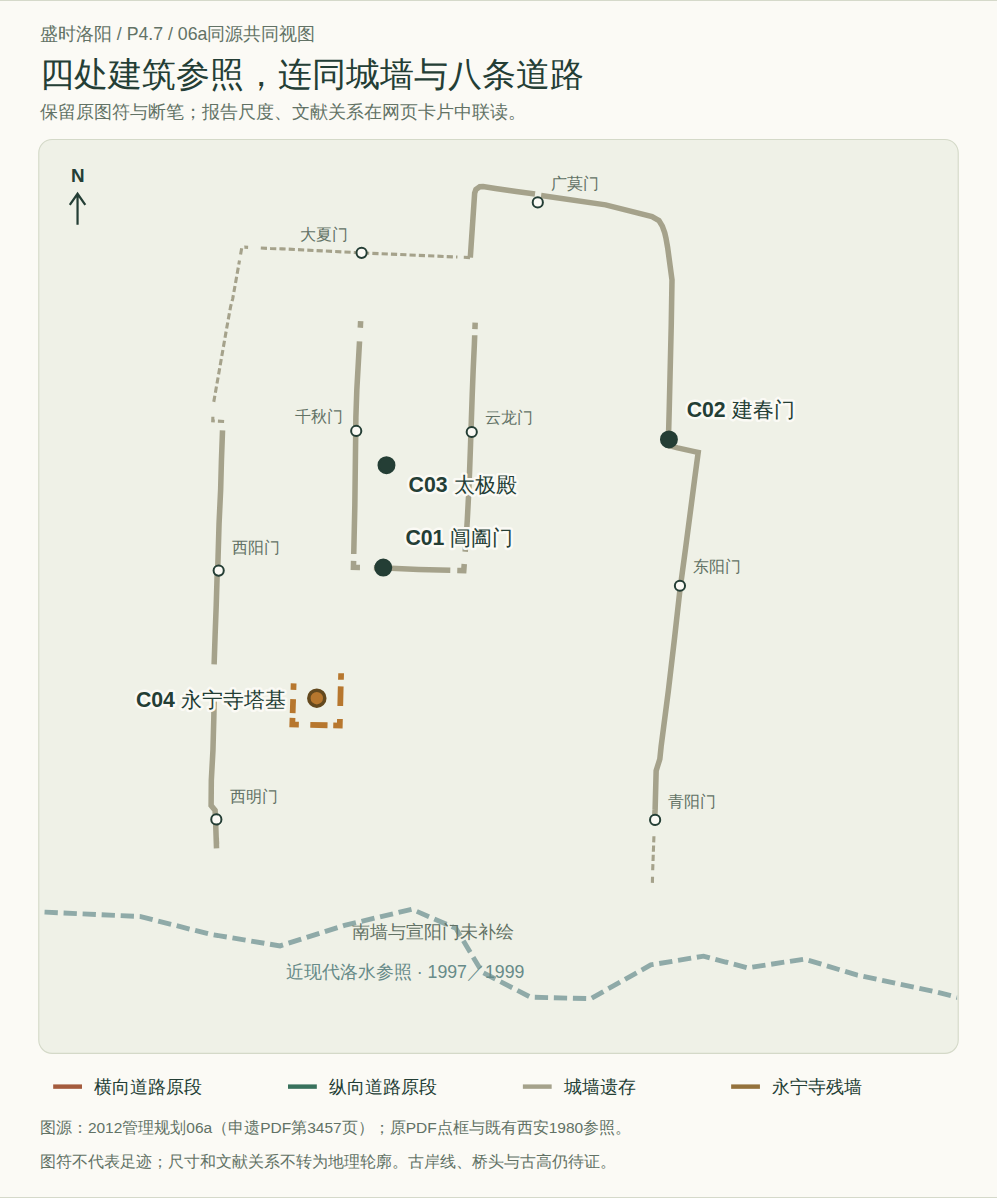 盛时洛阳 / P4.7 / 06a同源共同视图
四处建筑参照，连同城墙与八条道路
保留原图符与断笔；报告尺度、文献关系在网页卡片中联读。
N
广莫门
大夏门
C02 建春门
千秋门
云龙门
C03 太极殿
C01 阊阖门
西阳门
东阳门
C04 永宁寺塔基
西明门
青阳门
南墙与宣阳门未补绘
近现代洛水参照 · 1997／1999
横向道路原段
纵向道路原段
城墙遗存
永宁寺残墙
图源：2012管理规划06a（申遗PDF第3457页）；原PDF点框与既有西安1980参照。
图符不代表足迹；尺寸和文献关系不转为地理轮廓。古岸线、桥头与古高仍待证。